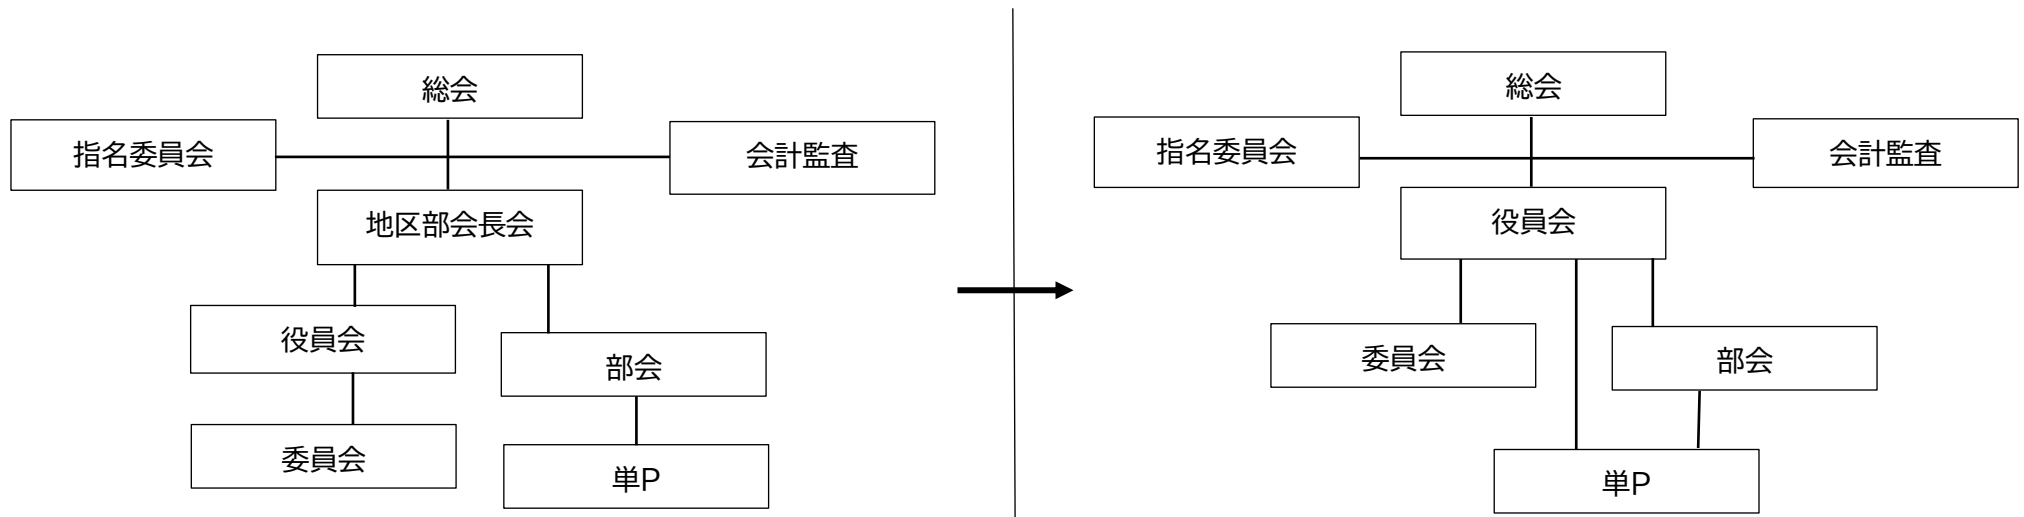 総会
指名委員会
会計監査
地区部会長会
役員会
部会
委員会
単P
総会
指名委員会
会計監査
役員会
委員会
部会
単P